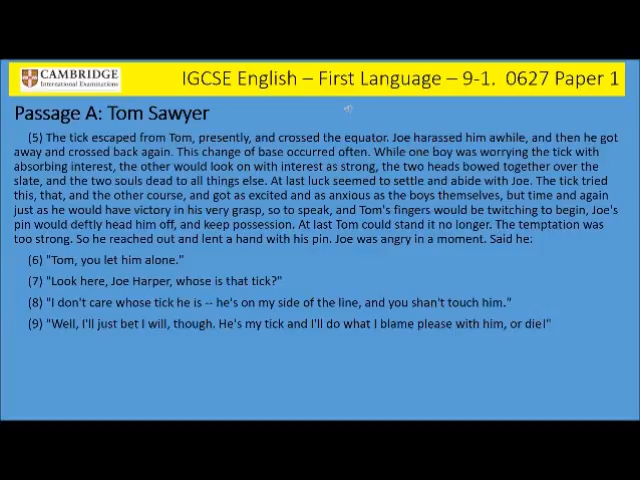 CAMBRIDGE
International Examinations
IGCSE English – First Language – 9-1. 0627 Paper 1
Passage A: Tom Sawyer
(5) The tick escaped from Tom, presently, and crossed the equator. Joe harassed him awhile, and then he got
away and crossed back again. This change of base occurred often. While one boy was worrying the tick with
absorbing interest, the other would look on with interest as strong, the two heads bowed together over the
slate, and the two souls dead to all things else. At last luck seemed to settle and abide with Joe. The tick tried
this, that, and the other course, and got as excited and as anxious as the boys themselves, but time and again
just as he would have victory in his very grasp, so to speak, and Tom's fingers would be twitching to begin, Joe's
pin would deftly head him off, and keep possession. At last Tom could stand it no longer. The temptation was
too strong. So he reached out and lent a hand with his pin. Joe was angry in a moment. Said he:
(6) "Tom, you let him alone."
(7) "Look here, Joe Harper, whose is that tick?"
(8) "I don't care whose tick he is -- he's on my side of the line, and you shan't touch him."
(9) "Well, I'll just bet I will, though. He's my tick and I'll do what I blame please with him, or die!"